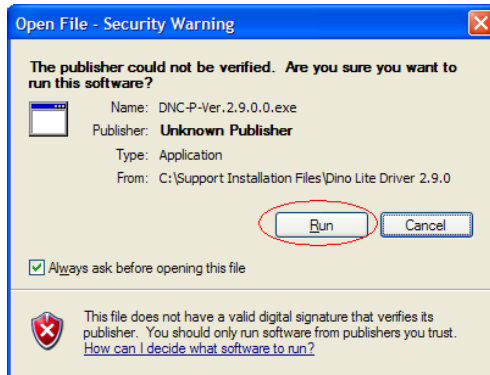 Open File - Security Warning
The publisher could not be verified. Are you sure you want to
run this software?
Name: DNC-P-Ver.2.9.0.0.exe
Publisher: Unknown Publisher
Type: Application
From: C:\Support Installation Files\Dino Lite Driver 2.9.0
Run Cancel
Always ask before opening this file
This file does not have a valid digital signature that verifies its
publisher. You should only run software from publishers you trust.
How can I decide what software to run?